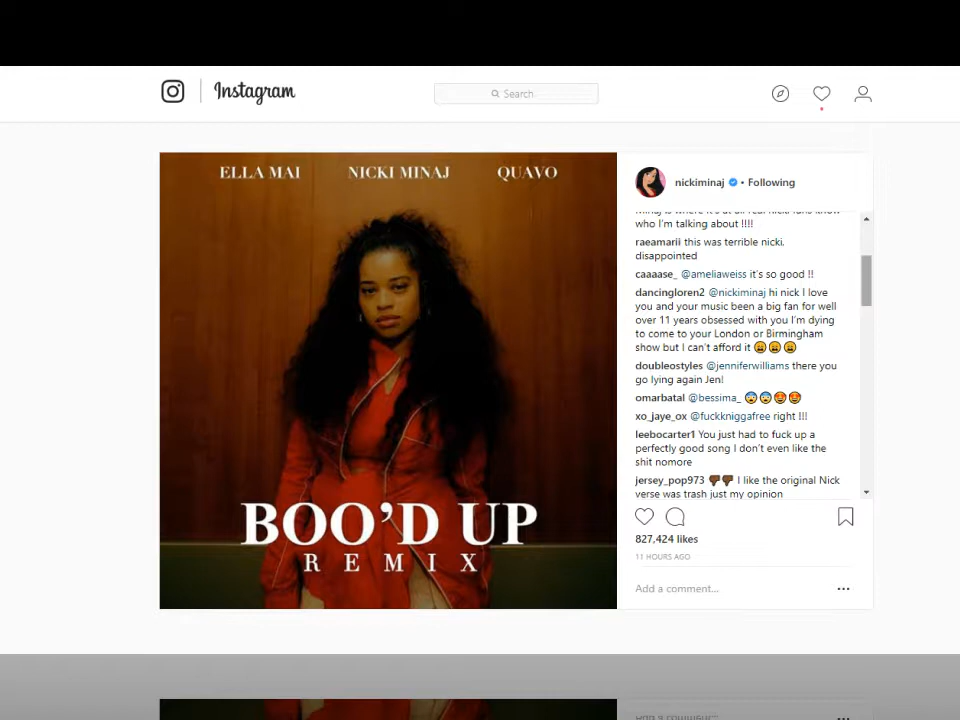 Instagram
Search
ELLA MAI NICKI MINAJ QUAVO
BOO'D UP
REMIX
nickiminaj • Following
who I'm talking about !!!!
raeamarii this was terrible nicki.
disappointed
caaaase_ @ameliaweiss it's so good !!
dancingloren2 @nickiminaj hi nick I love
you and your music been a big fan for well
over 11 years obsessed with you I'm dying
to come to your London or Birmingham
show but I can't afford it 😩😩😩
doubleostyles @jenniferwilliams there you
go lying again Jen!
omarbatal @bessima_ 😨😨😍😍
xo_jaye_ox @fuckkniggafree right !!!
leebocarter1 You just had to fuck up a
perfectly good song I don't even like the
shit nomore
jersey_pop973 👎🏿👎🏿 I like the original Nick
verse was trash just my opinion
827,424 likes
11 HOURS AGO
Add a comment...